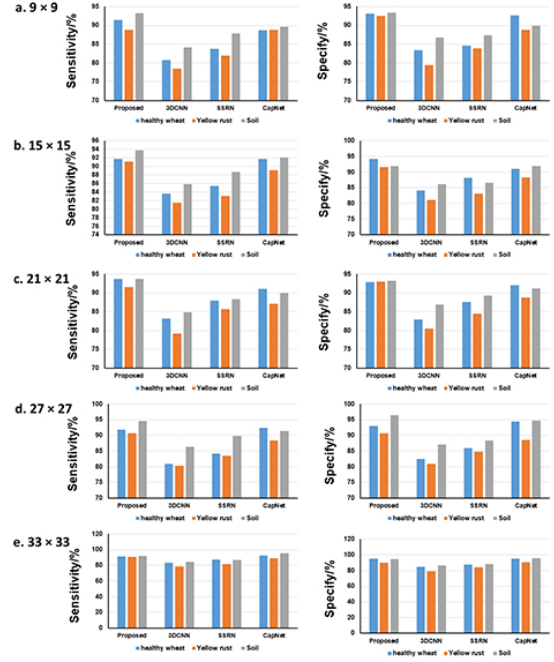 a. 9 × 9
Sensitivity/%
95
90
85
80
75
70
Proposed 3DCNN SSRN CapNet
healthy wheat Yellow rust Soil
Specify/%
95
90
85
80
75
70
Proposed 3DCNN SSRN CapNet
healthy wheat Yellow rust Soil
b. 15 × 15
Sensitivity/%
96
94
92
90
88
86
84
82
80
78
76
74
Proposed 3DCNN SSRN CapNet
healthy wheat Yellow rust Soil
Specify/%
100
95
90
85
80
75
70
Proposed 3DCNN SSRN CapNet
healthy wheat Yellow rust Soil
c. 21 × 21
Sensitivity/%
95
90
85
80
75
70
Proposed 3DCNN SSRN CapNet
healthy wheat Yellow rust Soil
Specify/%
95
90
85
80
75
70
Proposed 3DCNN SSRN CapNet
healthy wheat Yellow rust Soil
d. 27 × 27
Sensitivity/%
100
95
90
85
80
75
70
Proposed 3DCNN SSRN CapNet
healthy wheat Yellow rust Soil
Specify/%
100
95
90
85
80
75
70
Proposed 3DCNN SSRN CapNet
healthy wheat Yellow rust Soil
e. 33 × 33
Sensitivity/%
120
100
80
60
40
20
0
Proposed 3DCNN SSRN CapNet
healthy wheat Yellow rust Soil
Specify/%
120
100
80
60
40
20
0
Proposed 3DCNN SSRN CapNet
healthy wheat Yellow rust Soil